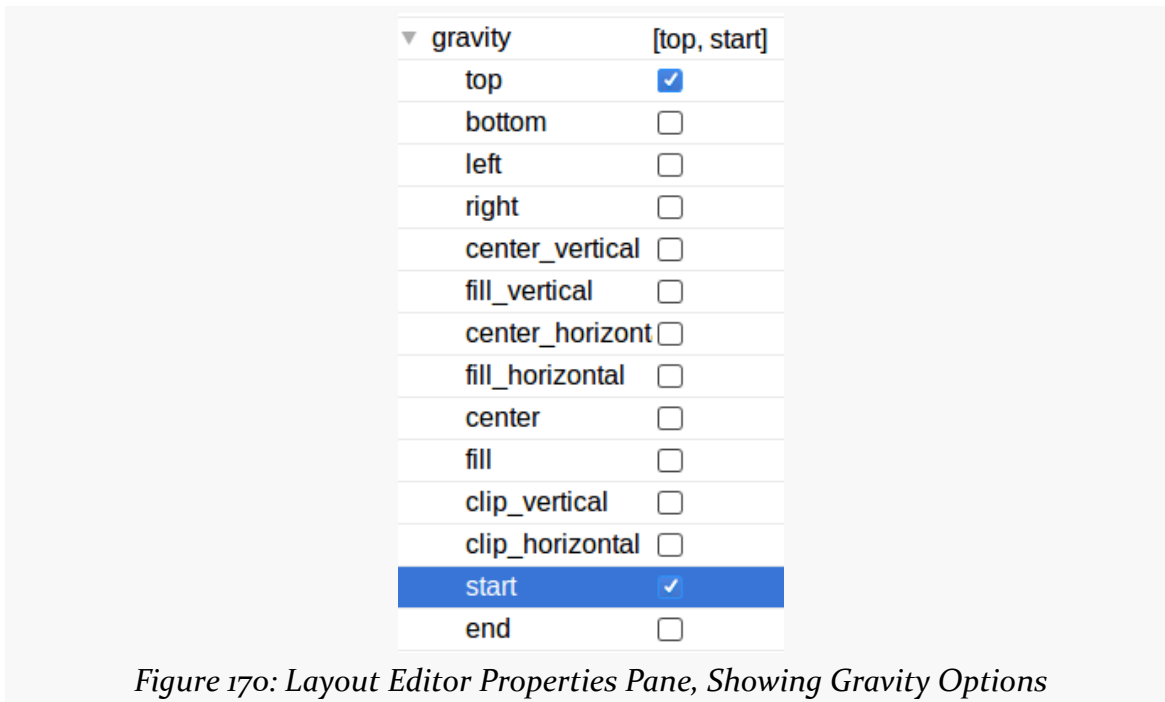 gravity [top, start]
top
bottom
left
right
center_vertical
fill_vertical
center_horizont
fill_horizontal
center
fill
clip_vertical
clip_horizontal
start
end
Figure 170: Layout Editor Properties Pane, Showing Gravity Options